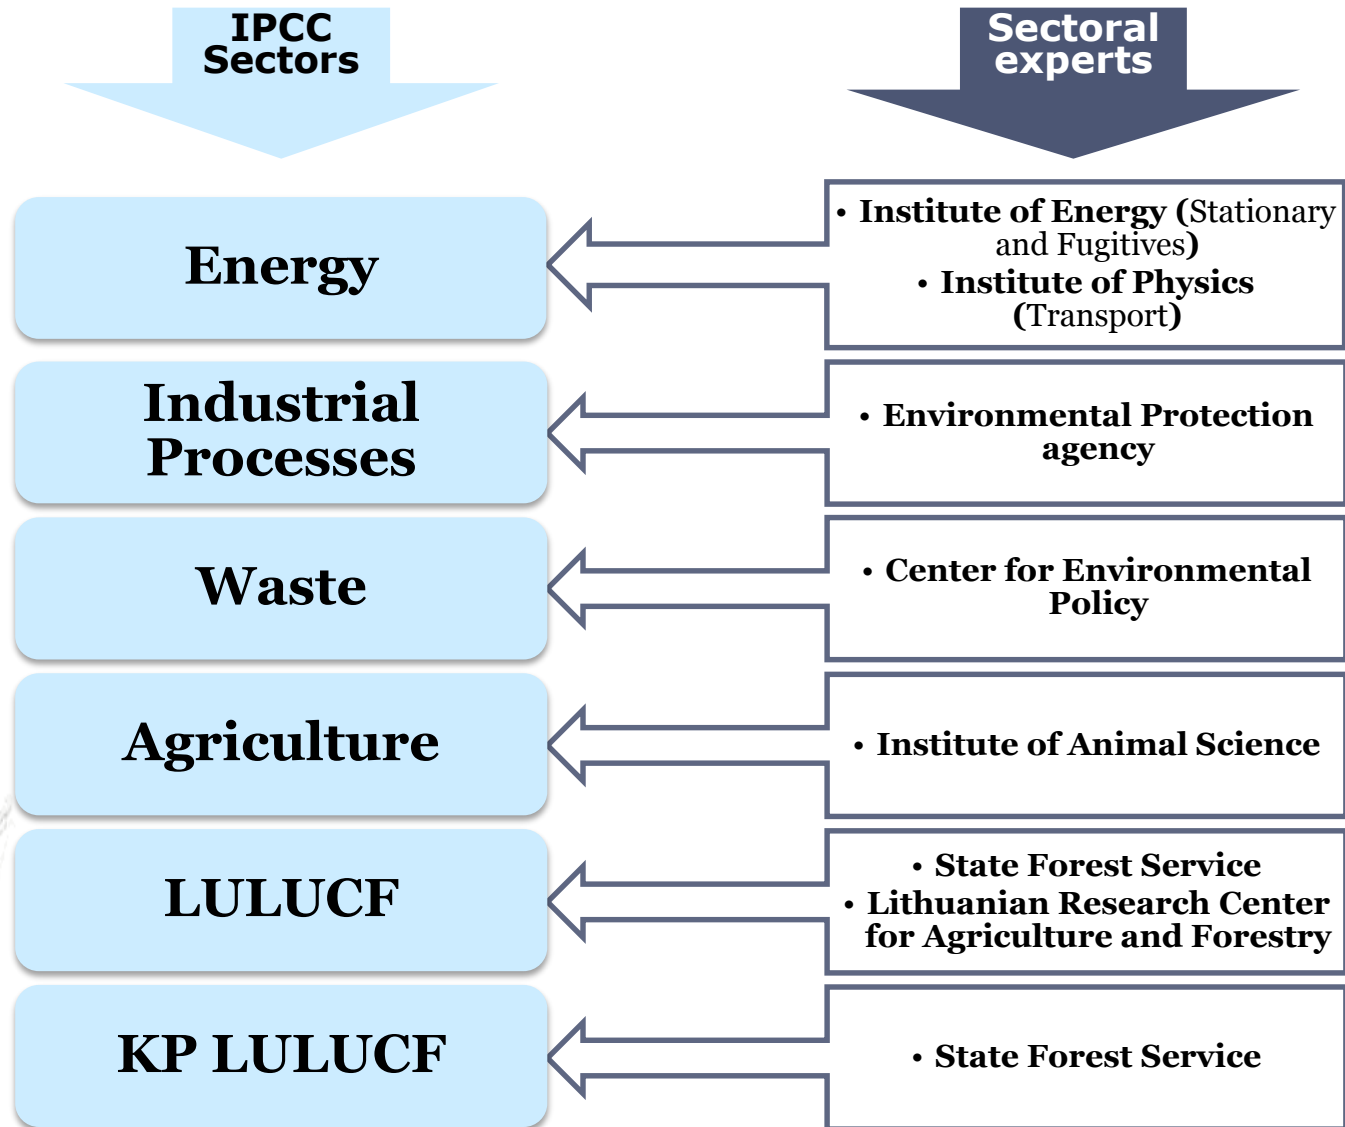 IPCC
Sectors
Sectoral
experts
Energy
• Institute of Energy (Stationary
and Fugitives)
• Institute of Physics
(Transport)
Industrial
Processes
• Environmental Protection
agency
Waste
• Center for Environmental
Policy
Agriculture
• Institute of Animal Science
LULUCF
• State Forest Service
• Lithuanian Research Center
for Agriculture and Forestry
KP LULUCF
• State Forest Service